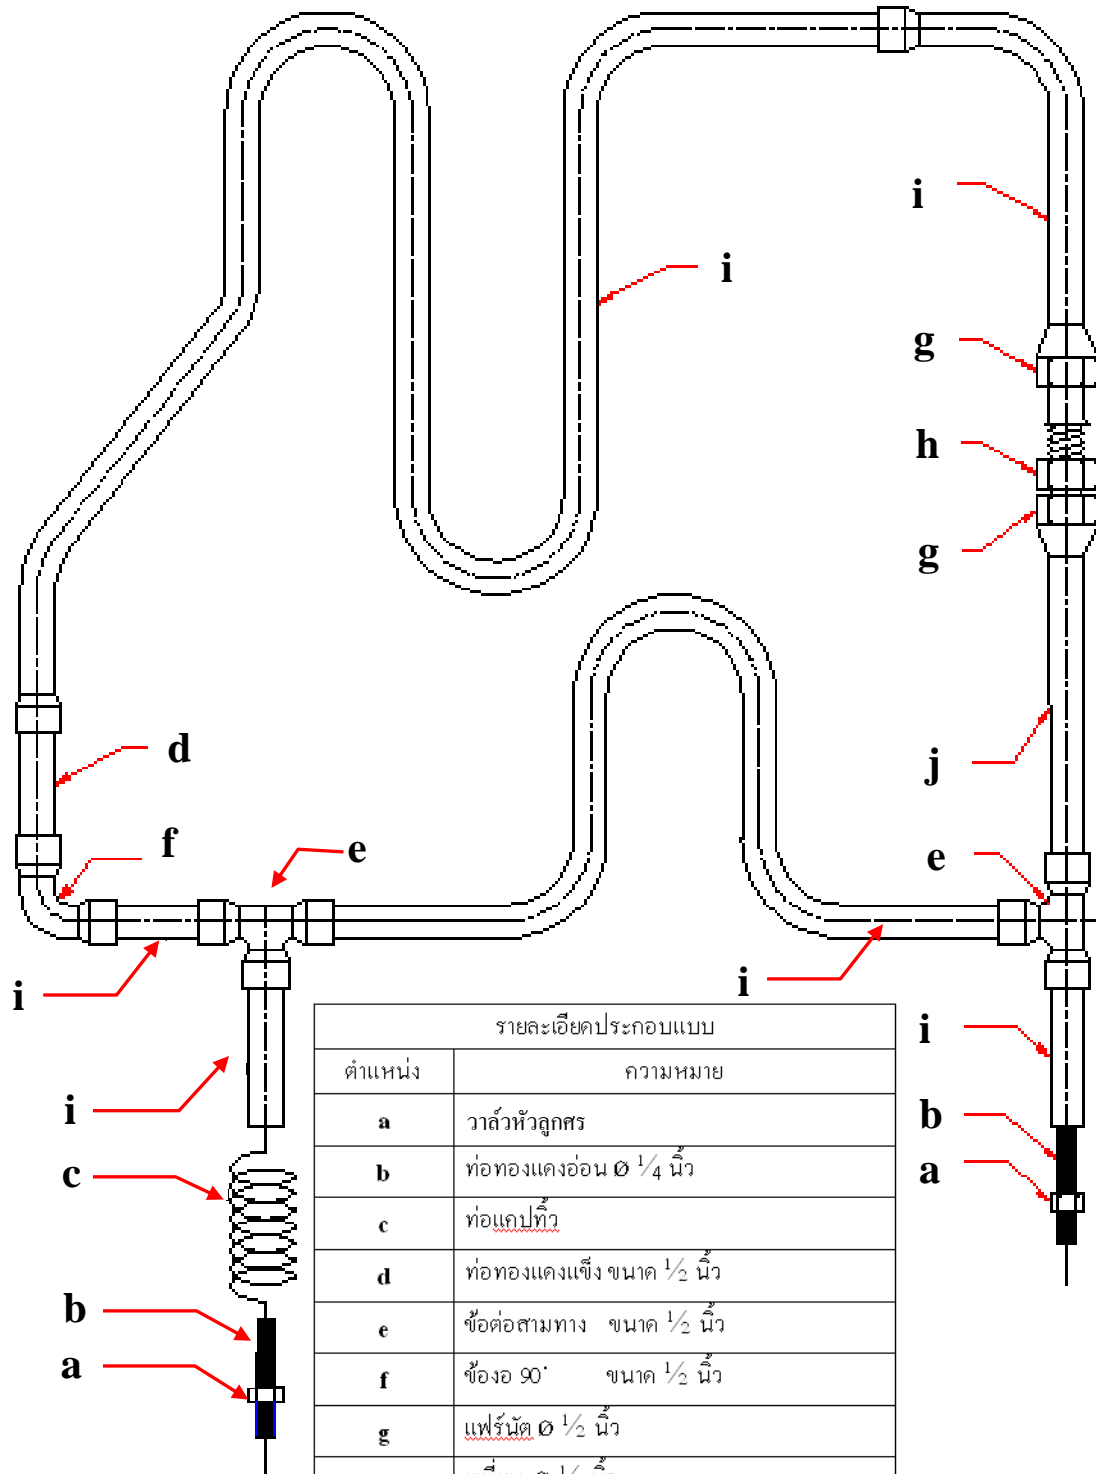 i
i
g
h
g
d
j
f
e
e
i
i
i
i
b
a
c
b
a
รายละเอียดประกอบแบบ
ตำแหน่ง ความหมาย
a วาล์วหัวลูกศร
b ท่อทองแดงอ่อน Ø 1/4 นิ้ว
c ท่อแคปทิ้ว
d ท่อทองแดงแข็ง ขนาด 1/2 นิ้ว
e ข้อต่อสามทาง ขนาด 1/2 นิ้ว
f ข้องอ 90° ขนาด 1/2 นิ้ว
g แฟร์นัต Ø 1/2 นิ้ว